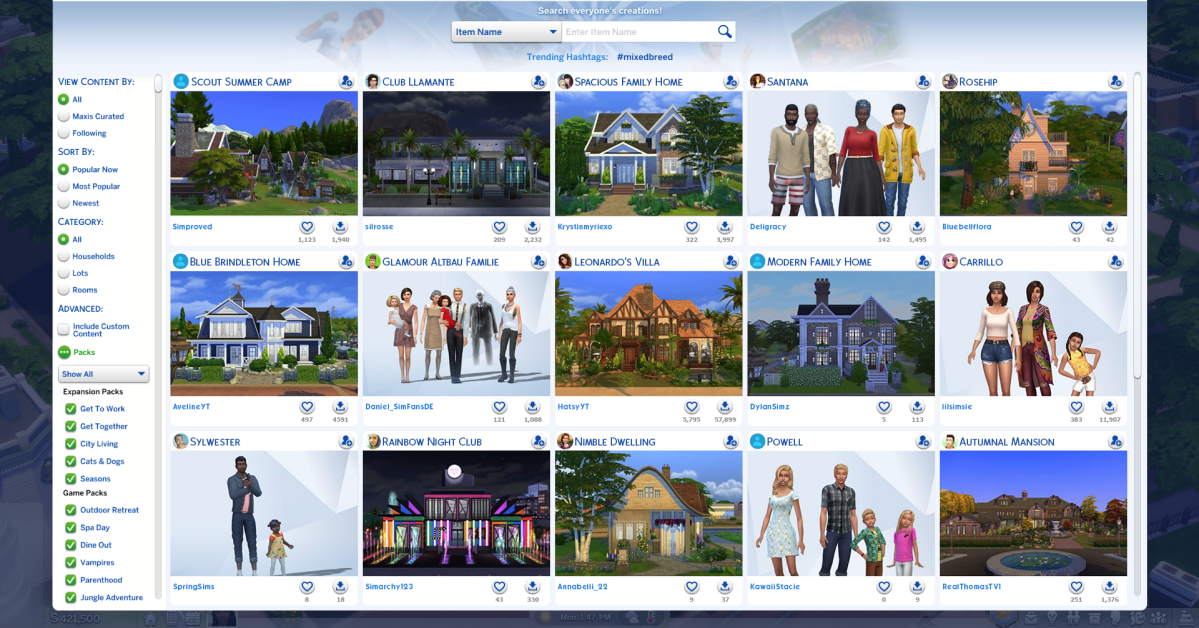 Search everyone's creations!
Item Name
Enter Item Name
Trending Hashtags: #mixedbreed
View Content By:
All
Maxis Curated
Following
Sort By:
Popular Now
Most Popular
Newest
Category:
All
Households
Lots
Rooms
Advanced:
Include Custom
Content
Packs
Show All
Expansion Packs
Get To Work
Get Together
City Living
Cats & Dogs
Seasons
Game Packs
Outdoor Retreat
Spa Day
Dine Out
Vampires
Parenthood
Jungle Adventure
Scout Summer Camp
Simproved
1,123 1,940
Club Llamante
silrosse
209 2,232
Spacious Family Home
Krystinmyriexo
322 3,997
Santana
Deligracy
142 1,495
Rosehip
Bluebellflora
43 42
Blue Brindleton Home
AvelineYT
497 4591
Glamour Altbau Familie
Daniel_SimFansDE
121 1,088
Leonardo's Villa
HatsyYT
5,795 57,899
Modern Family Home
DylanSimz
5 113
Carrillo
lilsimsie
383 11,907
Sylwester
SpringSims
8 18
Rainbow Night Club
Simarchy123
43 330
Nimble Dwelling
Annabelli_22
9 37
Powell
KawaiiStacie
0 9
Autumnal Mansion
RealThomasTV1
251 1,376
§421,500
Mon. 1:47 PM